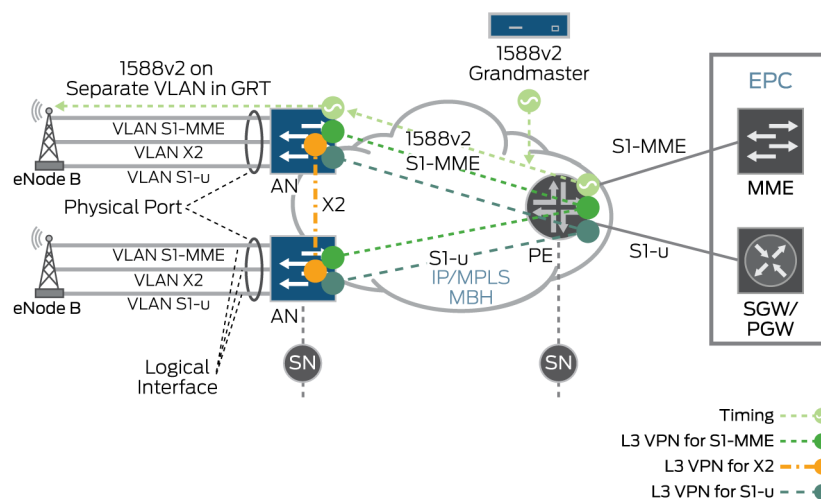 1588v2
Grandmaster
1588v2 on
Separate VLAN in GRT
EPC
VLAN S1-MME
VLAN X2
VLAN S1-u
eNode B
AN
1588v2
S1-MME
S1-MME
MME
Physical Port
X2
PE
S1-u
VLAN S1-MME
VLAN X2
VLAN S1-u
eNode B
AN
S1-u
IP/MPLS
MBH
SGW/
PGW
Logical
Interface
SN
SN
Timing
L3 VPN for S1-MME
L3 VPN for X2
L3 VPN for S1-u